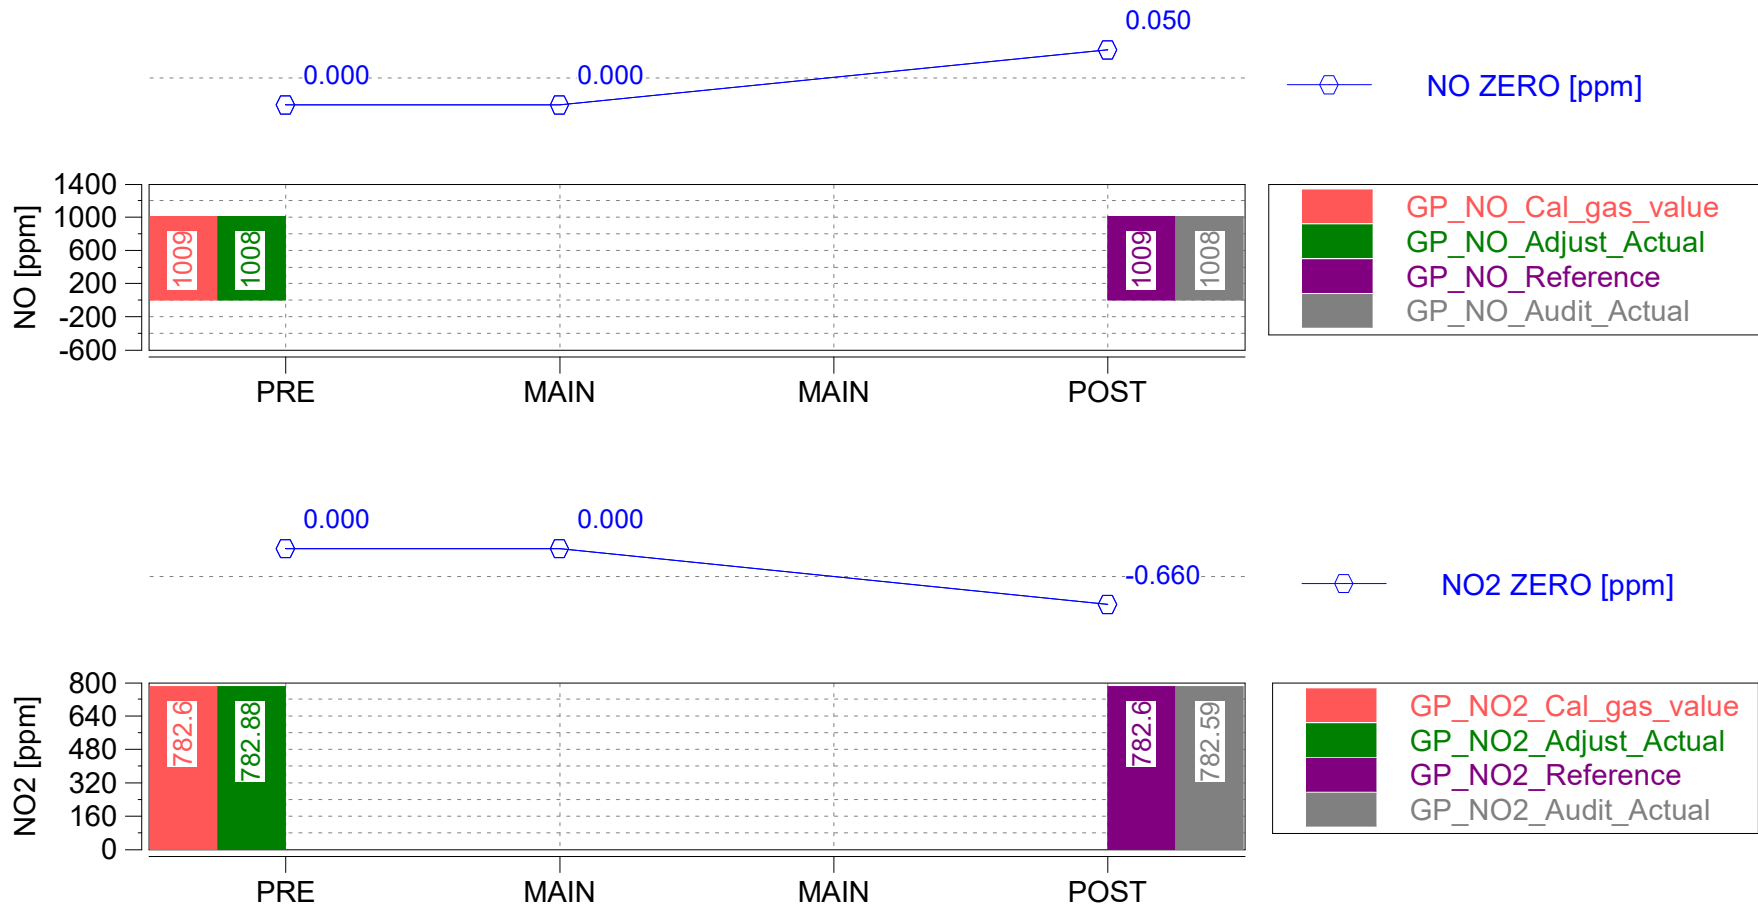 0.050
0.000
0.000
NO ZERO [ppm]
1400
1000
600
200
-200
-600
NO [ppm]
1009
1008
1009
1008
GP_NO_Cal_gas_value
GP_NO_Adjust_Actual
GP_NO_Reference
GP_NO_Audit_Actual
PRE
MAIN
MAIN
POST
0.000
0.000
-0.660
NO2 ZERO [ppm]
800
640
480
320
160
0
NO2 [ppm]
782.6
782.88
782.6
782.59
GP_NO2_Cal_gas_value
GP_NO2_Adjust_Actual
GP_NO2_Reference
GP_NO2_Audit_Actual
PRE
MAIN
MAIN
POST